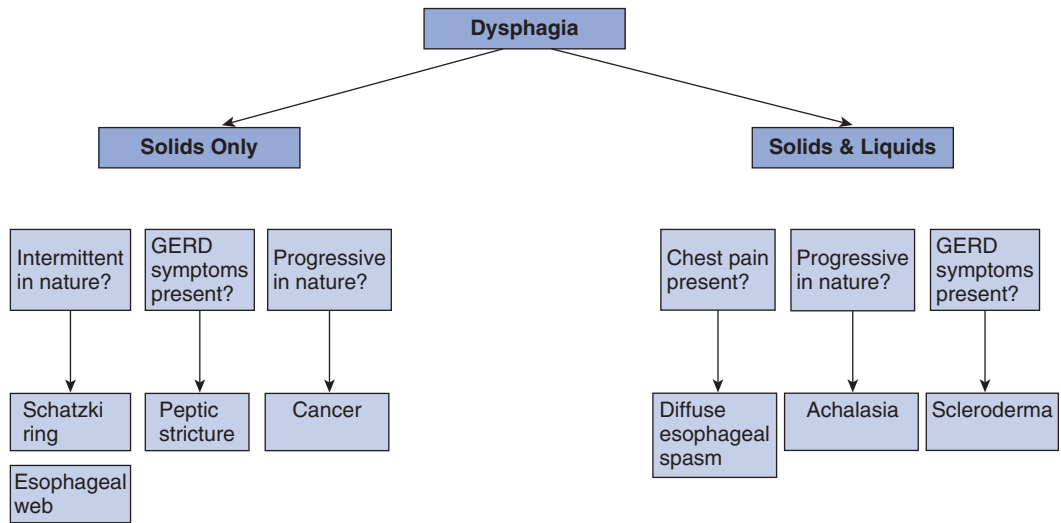 Dysphagia
Solids Only
Solids & Liquids
Intermittent
in nature?
GERD
symptoms
present?
Progressive
in nature?
Chest pain
present?
Progressive
in nature?
GERD
symptoms
present?
Schatzki
ring
Peptic
stricture
Cancer
Diffuse
esophageal
spasm
Achalasia
Scleroderma
Esophageal
web